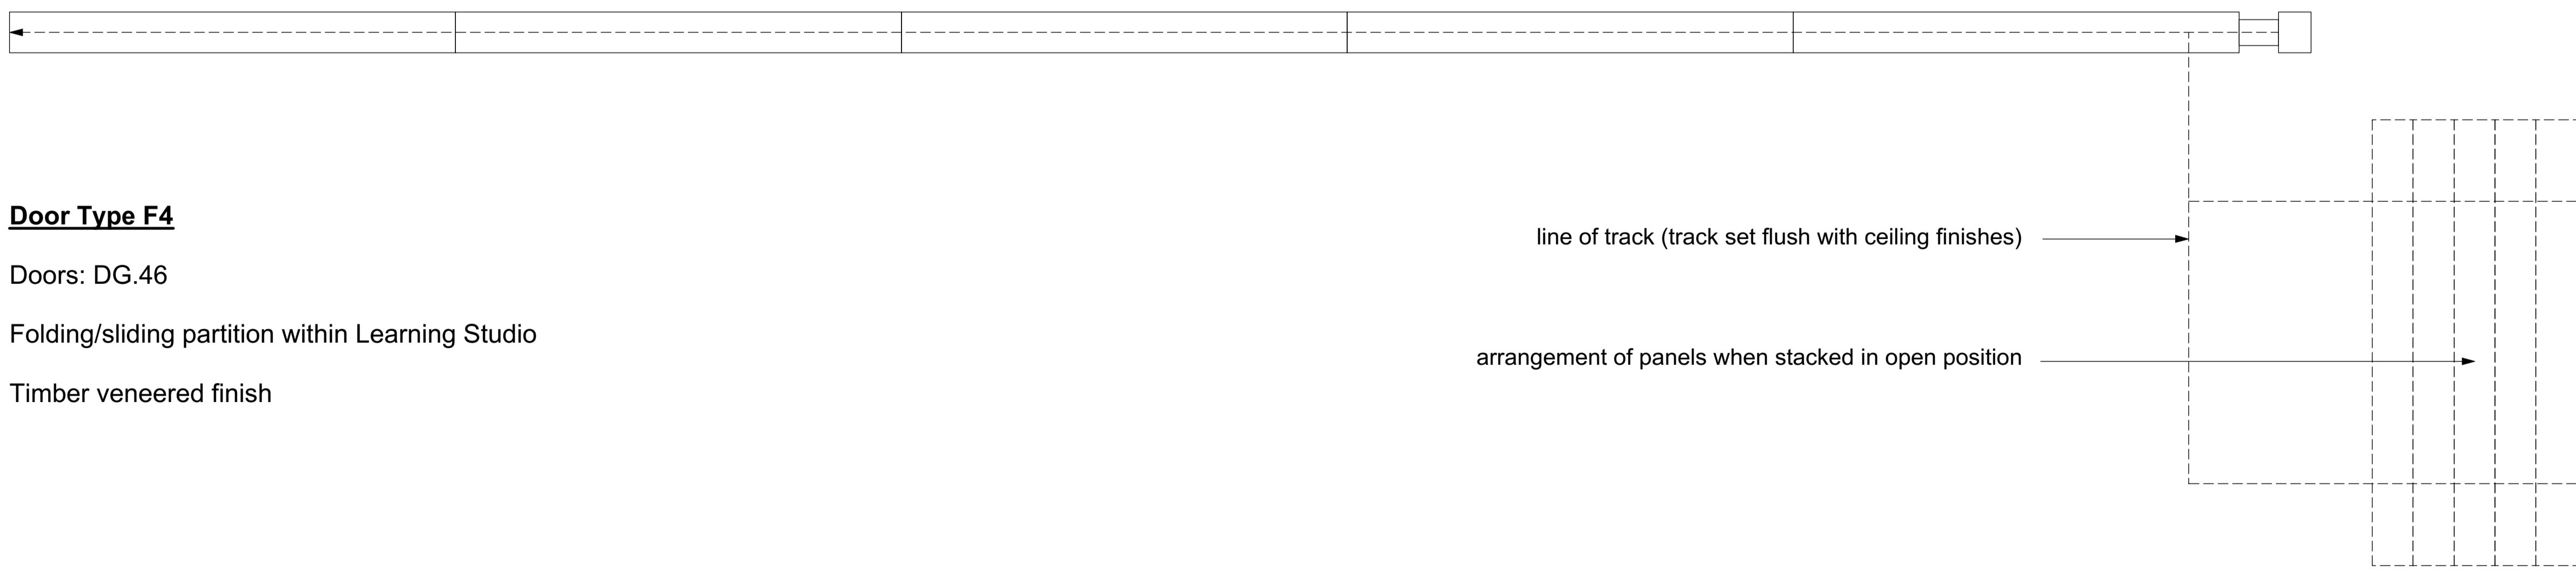 Door Type F4
Doors: DG.46
Folding/sliding partition within Learning Studio
Timber veneered finish
line of track (track set flush with ceiling finishes)
arrangement of panels when stacked in open position